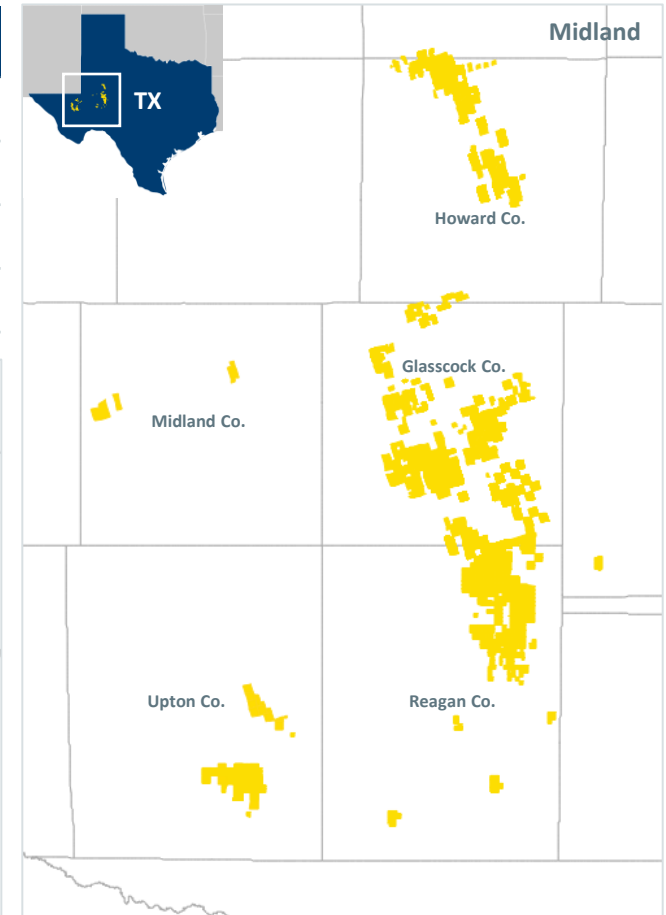 Midland
TX
Howard Co.
Glasscock Co.
Midland Co.
Upton Co.
Reagan Co.